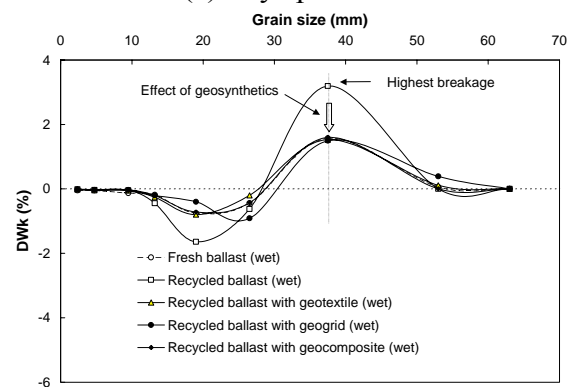 Grain size (mm)
0 10 20 30 40 50 60 70
4
2
0
-2
-4
-6
DWk (%)
Effect of geosynthetics
Highest breakage
Fresh ballast (wet)
Recycled ballast (wet)
Recycled ballast with geotextile (wet)
Recycled ballast with geogrid (wet)
Recycled ballast with geocomposite (wet)